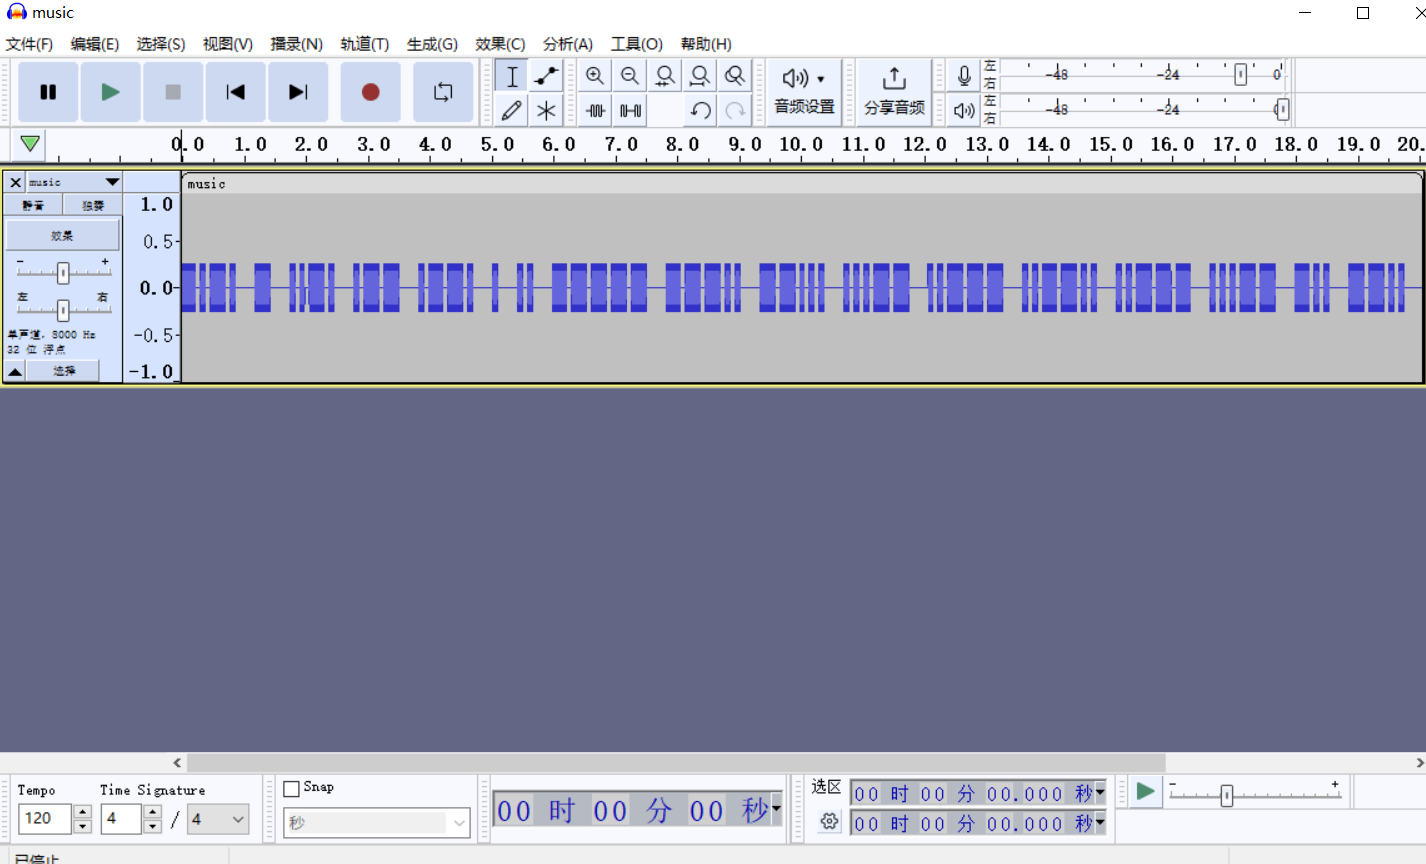 music
文件(F) 编辑(E) 选择(S) 视图(V) 播录(N) 轨道(T) 生成(G) 效果(C) 分析(A) 工具(O) 帮助(H)
音频设置
分享音频
左 右
-48 -24 0
左 右
-48 -24
0.0 1.0 2.0 3.0 4.0 5.0 6.0 7.0 8.0 9.0 10.0 11.0 12.0 13.0 14.0 15.0 16.0 17.0 18.0 19.0 20.
music
music
静音 独奏
效果
- +
左 右
单声道, 8000 Hz
32 位 浮点
选择
1.0
0.5-
0.0-
-0.5-
-1.0
Tempo
120
Time Signature
4 / 4
Snap
秒
00 时 00 分 00 秒
选区
00 时 00 分 00.000 秒
00 时 00 分 00.000 秒
- +
已停止